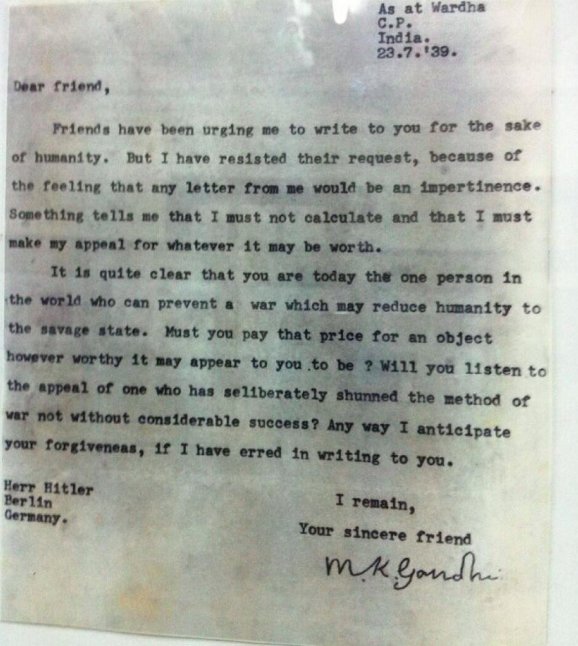 As at Wardha
C.P.
India.
23.7.'39.
Dear friend,
Friends have been urging me to write to you for the sake
of humanity. But I have resisted their request, because of
the feeling that any letter from me would be an impertinence.
Something tells me that I must not calculate and that I must
make my appeal for whatever it may be worth.
It is quite clear that you are today the one person in
the world who can prevent a war which may reduce humanity to
the savage state. Must you pay that price for an object
however worthy it may appear to you to be ? Will you listen to
the appeal of one who has seliberately shunned the method of
war not without considerable success? Any way I anticipate
your forgiveneas, if I have erred in writing to you.
Herr Hitler
Berlin
Germany.
I remain,
Your sincere friend
M.K.Gandhi